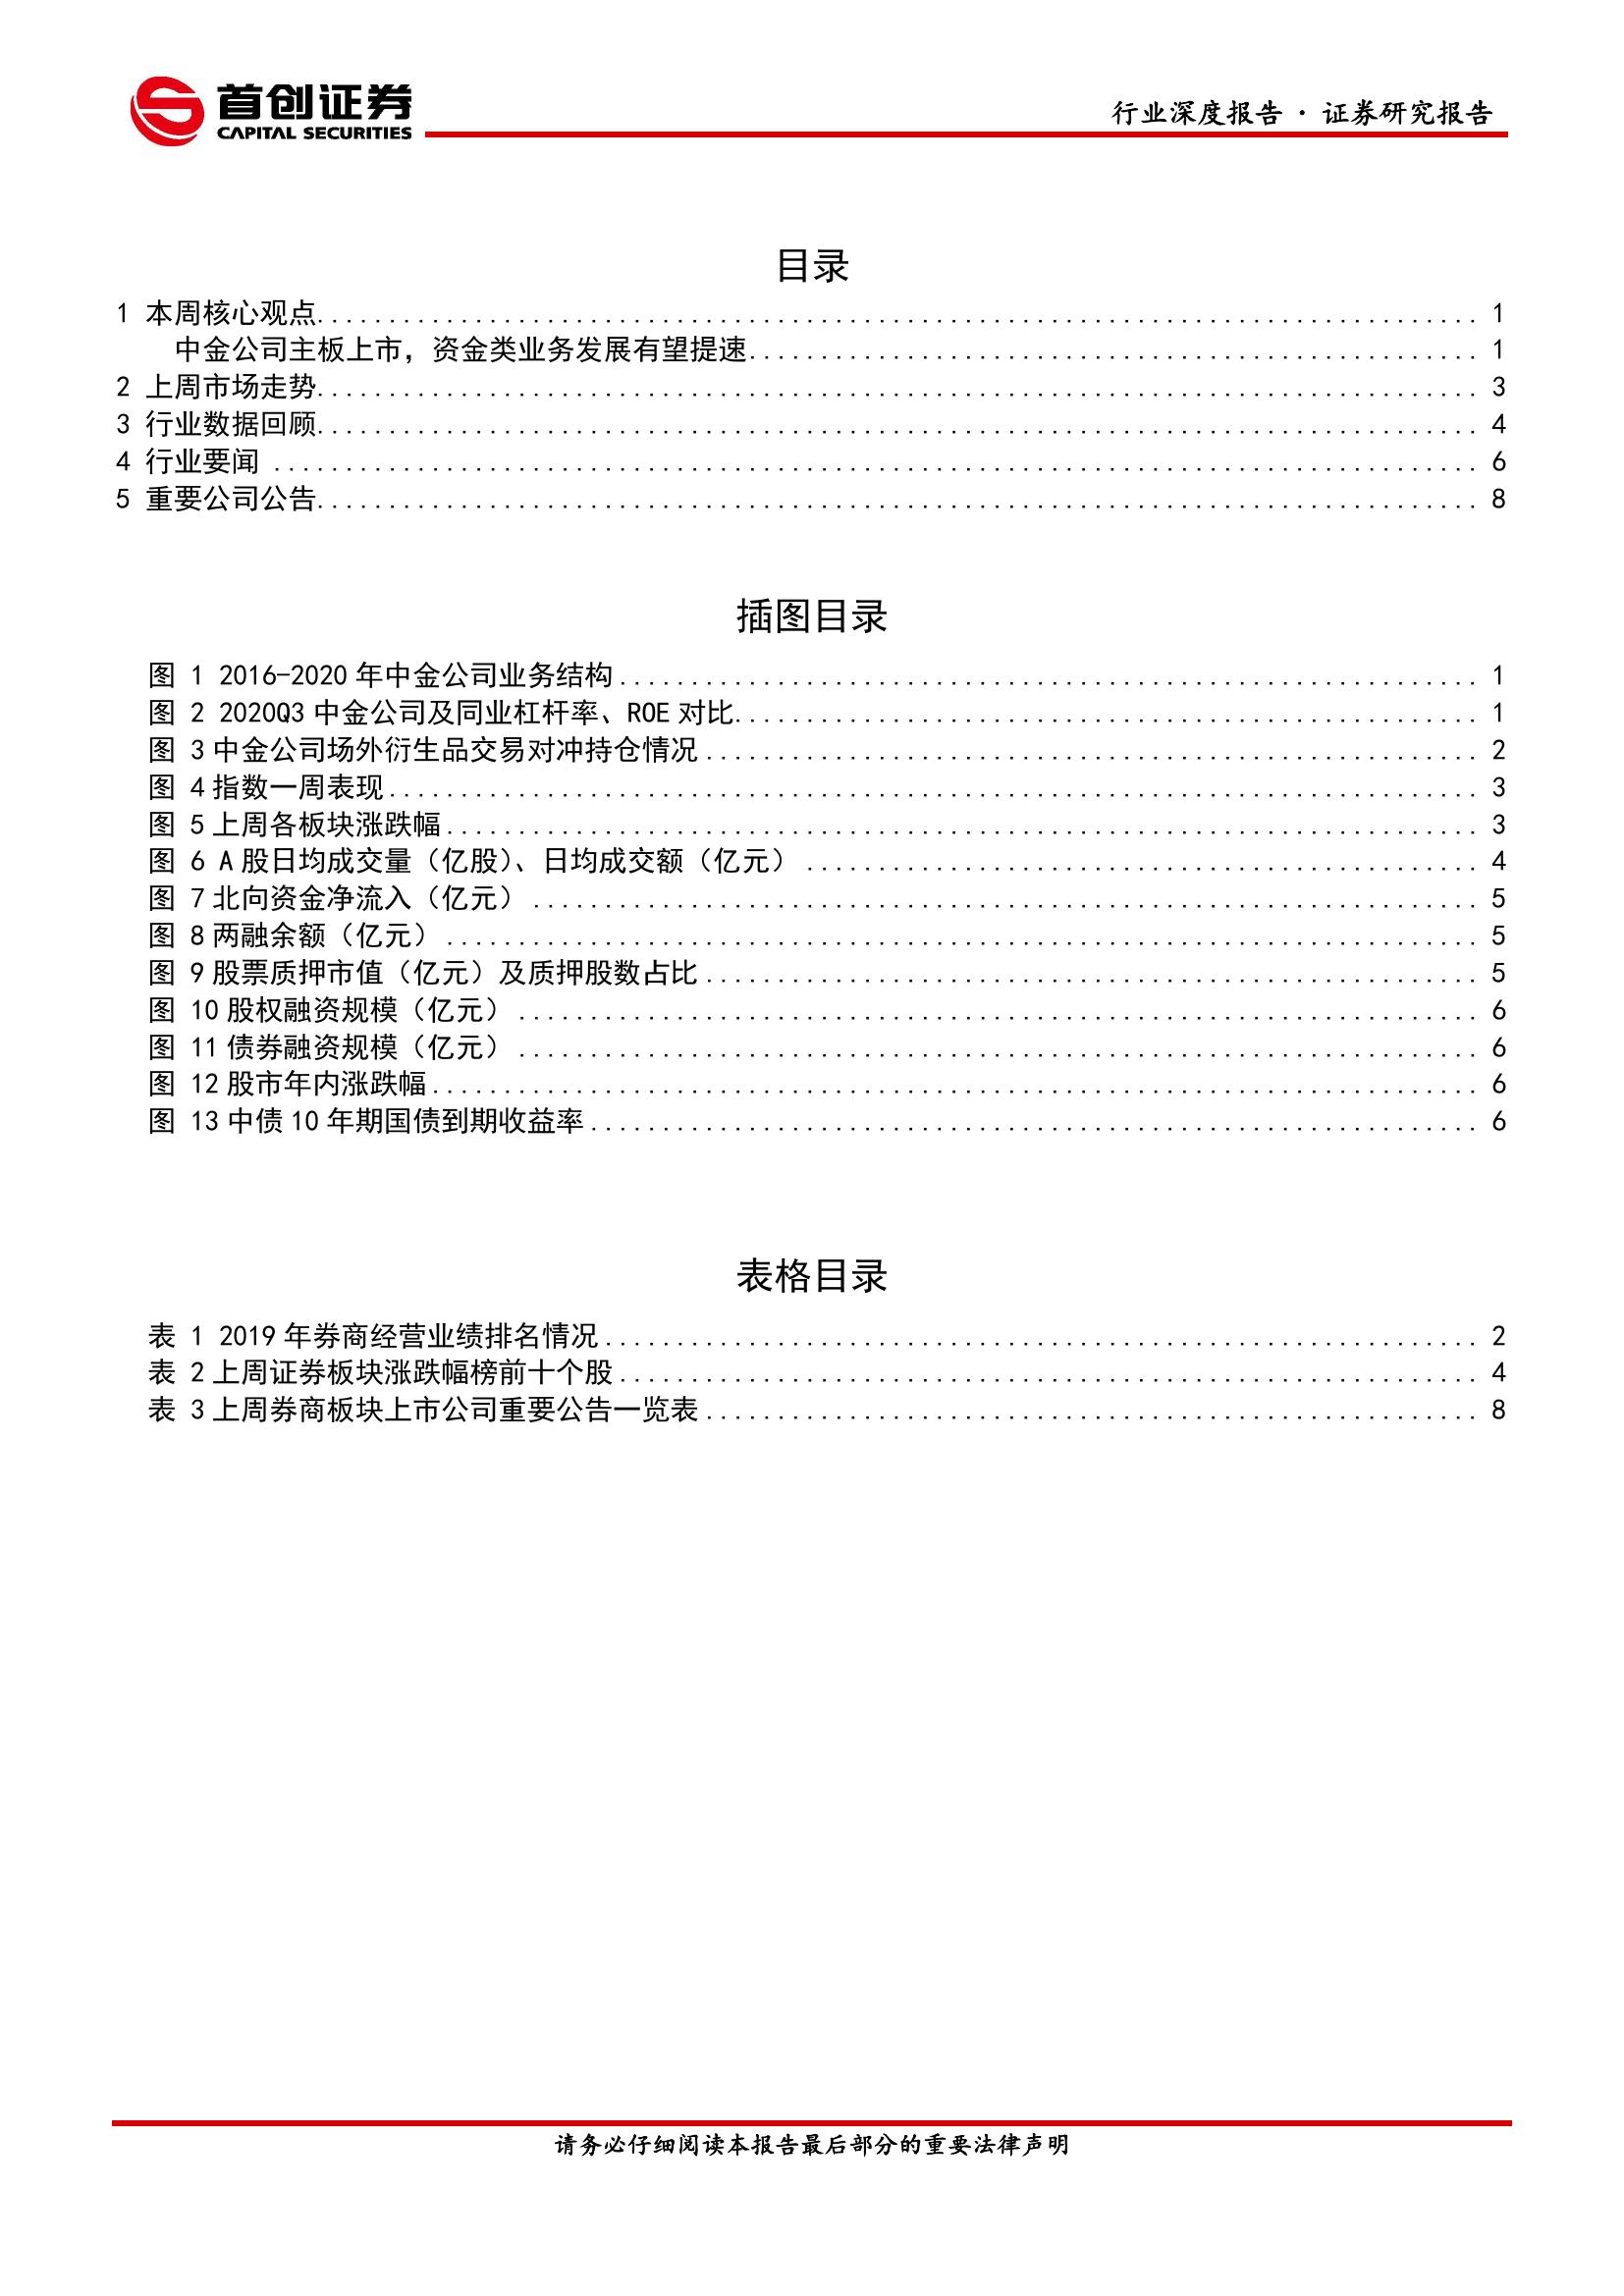 首创证券
CAPITAL SECURITIES
行业深度报告 · 证券研究报告
目录
1 本周核心观点 1
中金公司主板上市，资金类业务发展有望提速 1
2 上周市场走势 3
3 行业数据回顾 4
4 行业要闻 6
5 重要公司公告 8
插图目录
图 1 2016-2020 年中金公司业务结构 1
图 2 2020Q3 中金公司及同业杠杆率、ROE 对比 1
图 3 中金公司场外衍生品交易对冲持仓情况 2
图 4 指数一周表现 3
图 5 上周各板块涨跌幅 3
图 6 A 股日均成交量（亿股）、日均成交额（亿元） 4
图 7 北向资金净流入（亿元） 5
图 8 两融余额（亿元） 5
图 9 股票质押市值（亿元）及质押股数占比 5
图 10 股权融资规模（亿元） 6
图 11 债券融资规模（亿元） 6
图 12 股市年内涨跌幅 6
图 13 中债 10 年期国债到期收益率 6
表格目录
表 1 2019 年券商经营业绩排名情况 2
表 2 上周证券板块涨跌幅榜前十个股 4
表 3 上周券商板块上市公司重要公告一览表 8
请务必仔细阅读本报告最后部分的重要法律声明